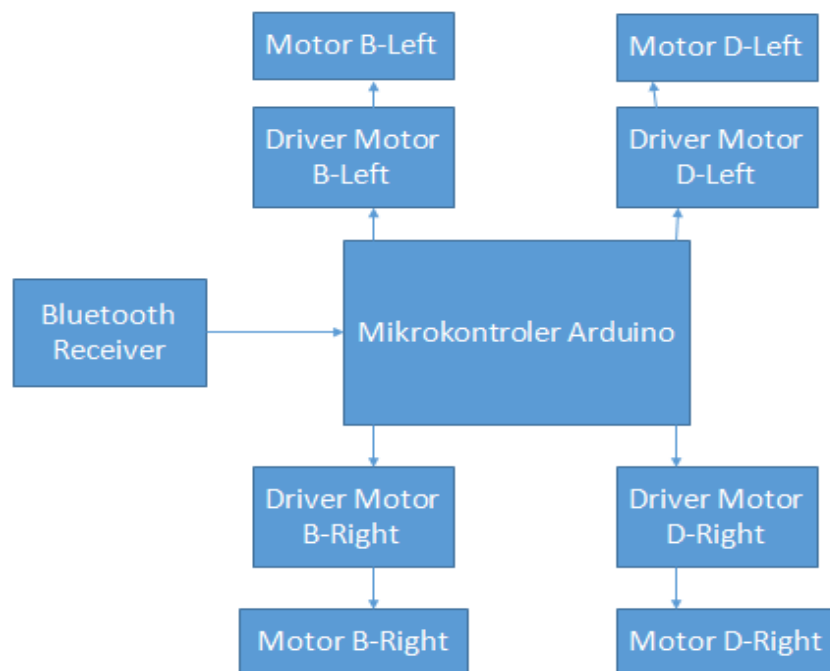 Motor B-Left
Motor D-Left
Driver Motor
B-Left
Driver Motor
D-Left
Bluetooth
Receiver
Mikrokontroler Arduino
Driver Motor
B-Right
Driver Motor
D-Right
Motor B-Right
Motor D-Right